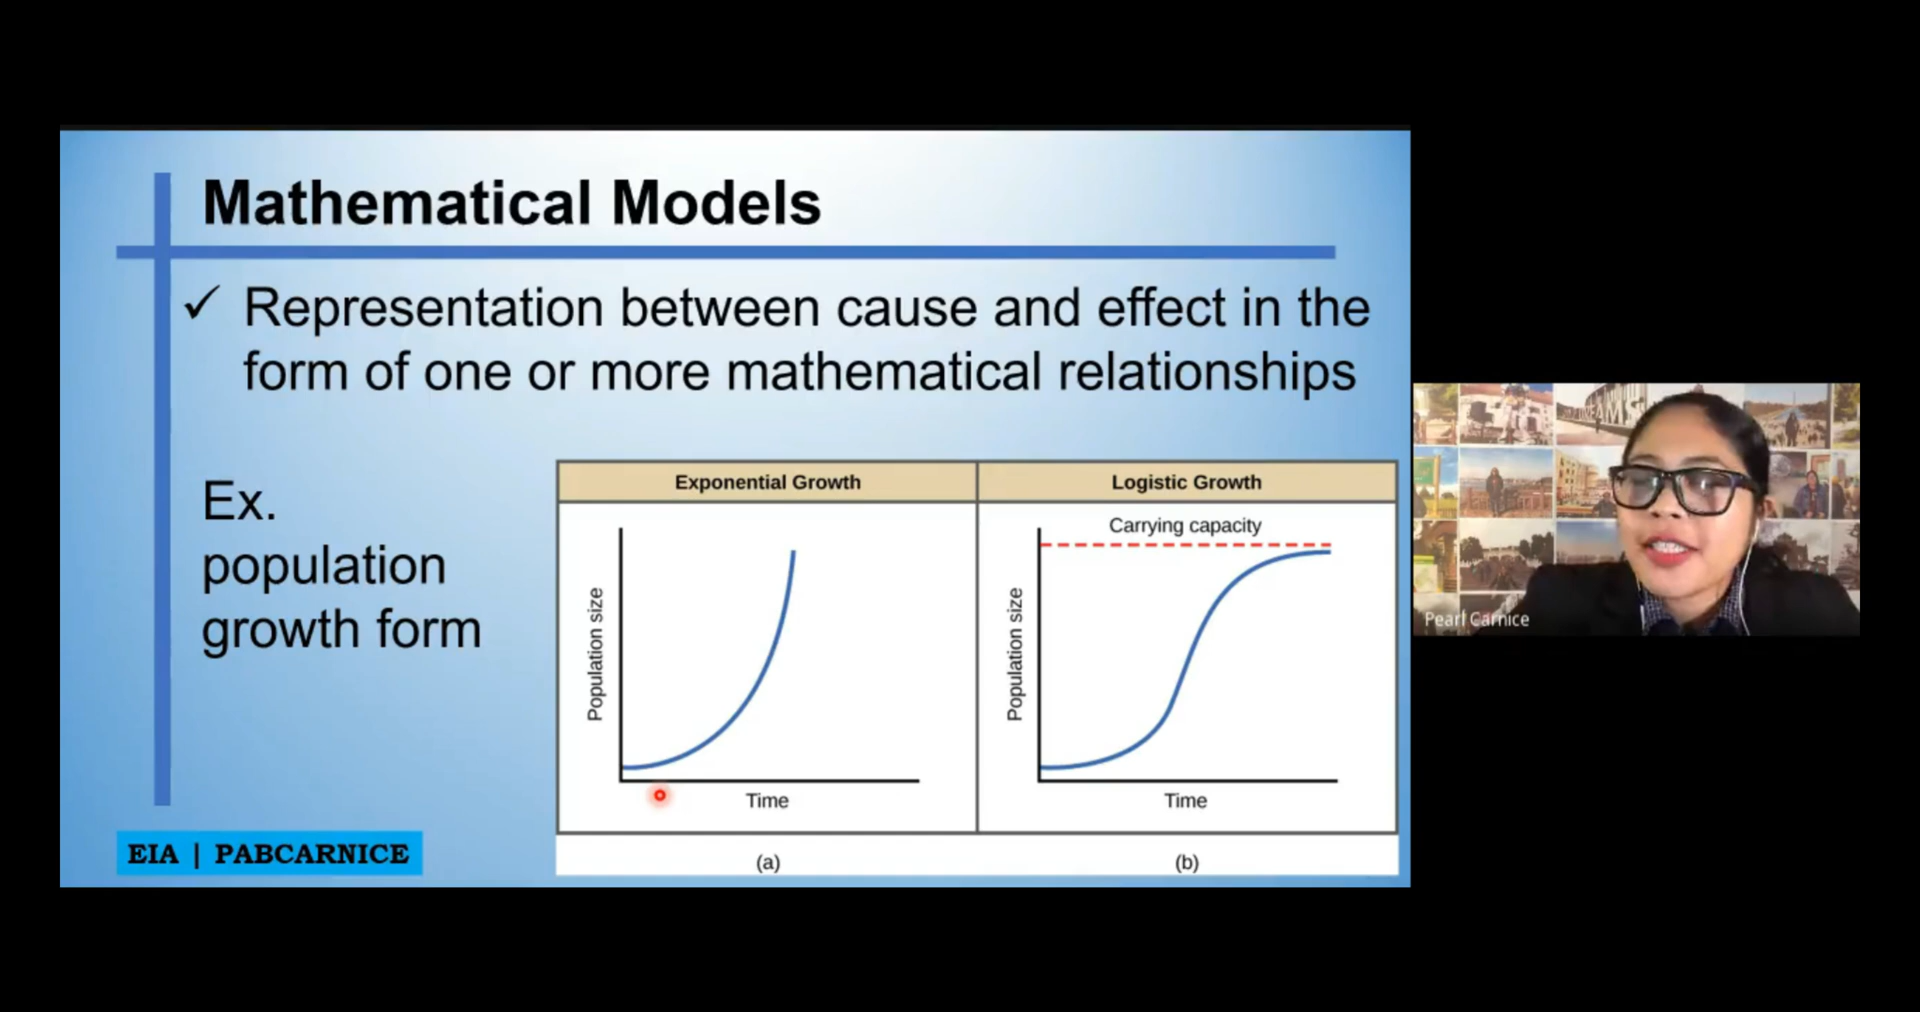 Mathematical Models
✓ Representation between cause and effect in the
form of one or more mathematical relationships
Ex.
population
growth form
Exponential Growth
Population size
Time
(a)
Logistic Growth
Carrying capacity
Population size
Time
(b)
EIA | PABCARNICE
Pearl Carnice